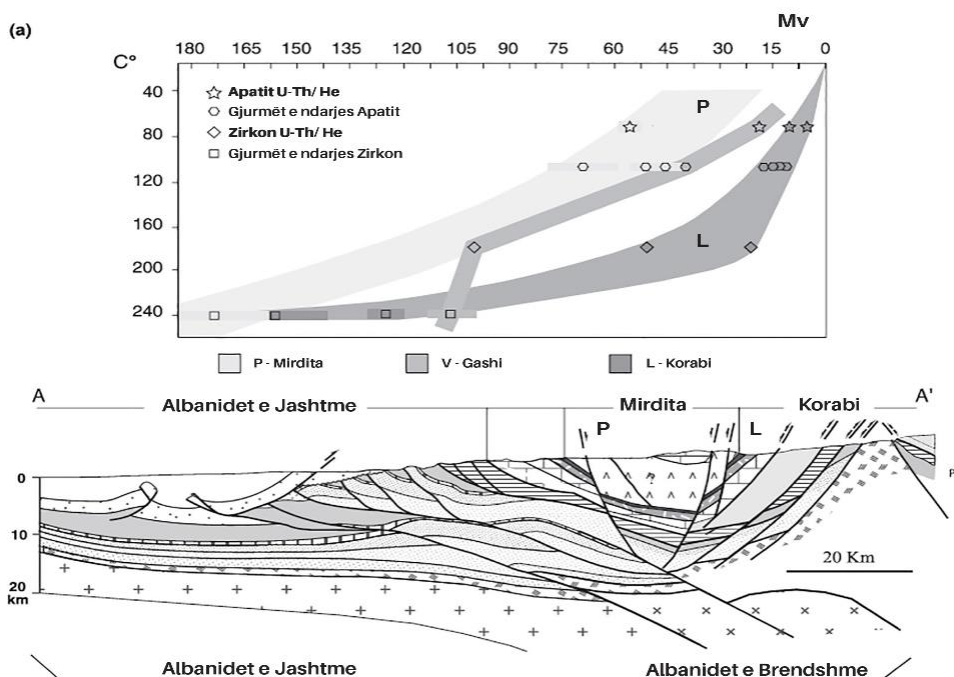 (a)
Mv
180 165 150 135 120 105 90 75 60 45 30 15 0
C°
40
80
120
160
200
240
Apatit U-Th/ He
Gjurmët e ndarjes Apatit
Zirkon U-Th/ He
Gjurmët e ndarjes Zirkon
P
L
P - Mirdita V - Gashi L - Korabi
A Albanidet e Jashtme Mirdita Korabi A'
P L
?
0
10
20
km
P
20 Km
Albanidet e Jashtme Albanidet e Brendshme